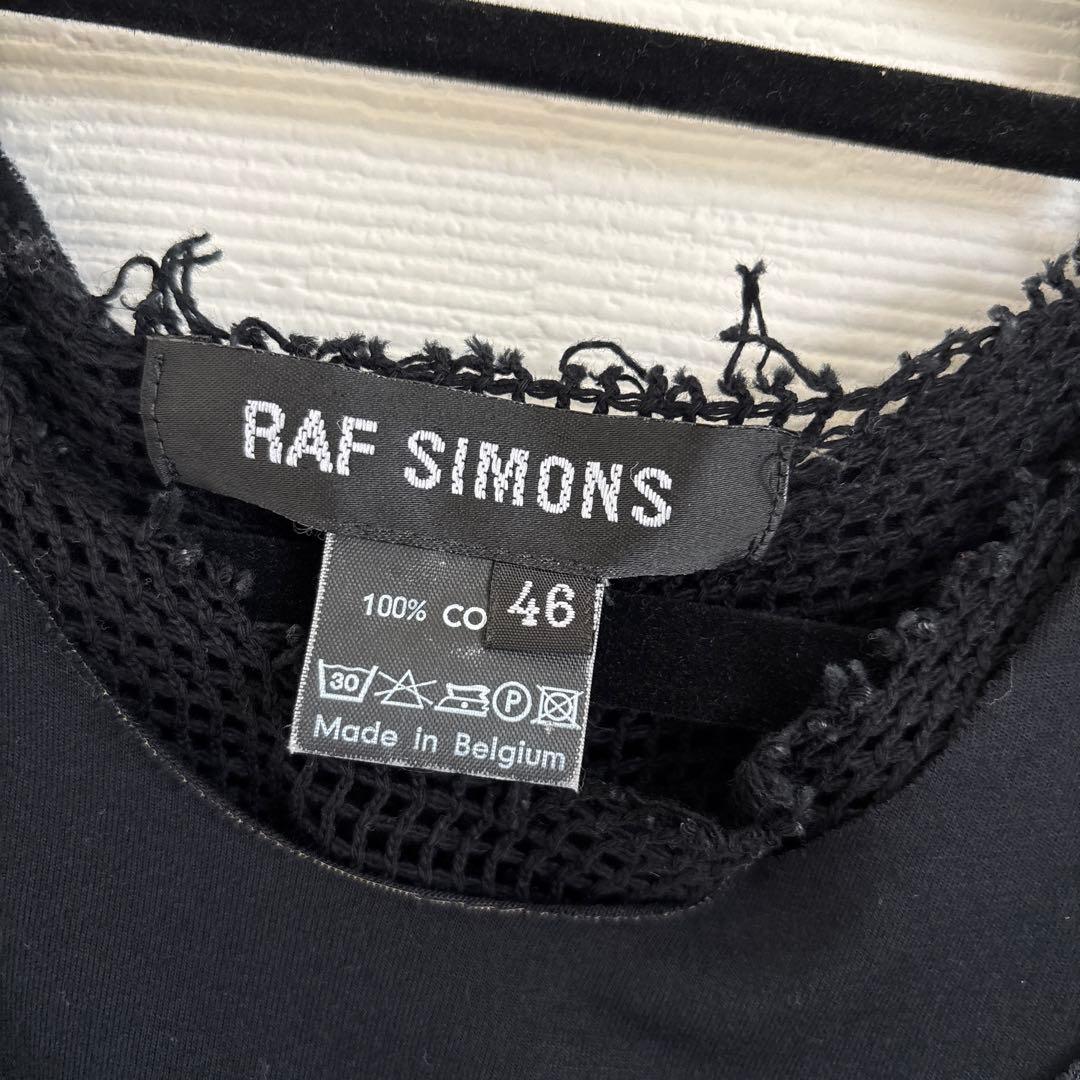 RAF SIMONS
100% CO 46
30 P
Made in Belgium